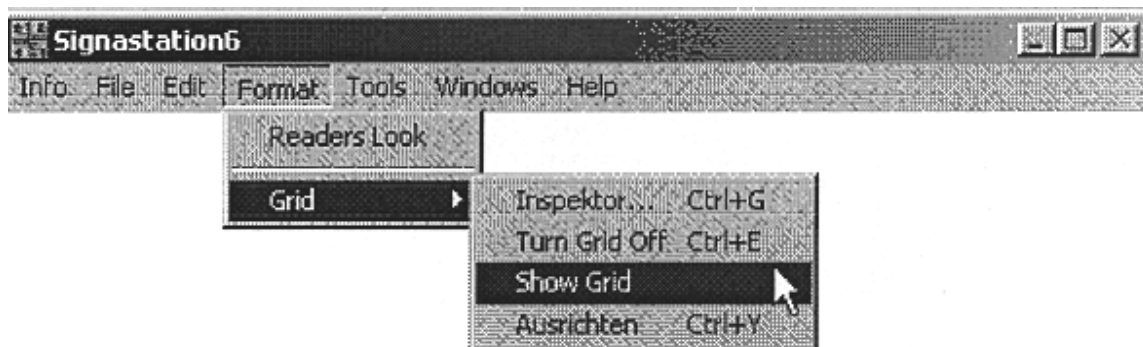 Signastation6
Info File Edit Format Tools Windows Help
Readers Look
Grid
Inspektor... Ctrl+G
Turn Grid Off Ctrl+E
Show Grid
Ausrichten Ctrl+Y